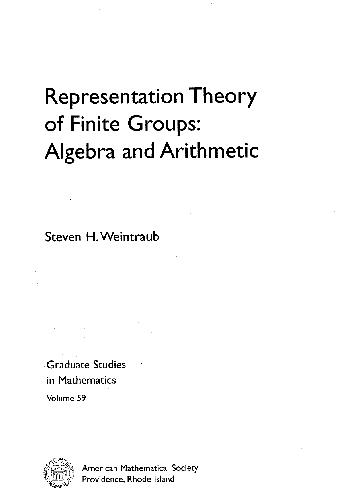 Representation Theory
of Finite Groups:
Algebra and Arithmetic
Steven H. Weintraub
Graduate Studies
in Mathematics
Volume 59
American Mathematical Society
Providence, Rhode Island